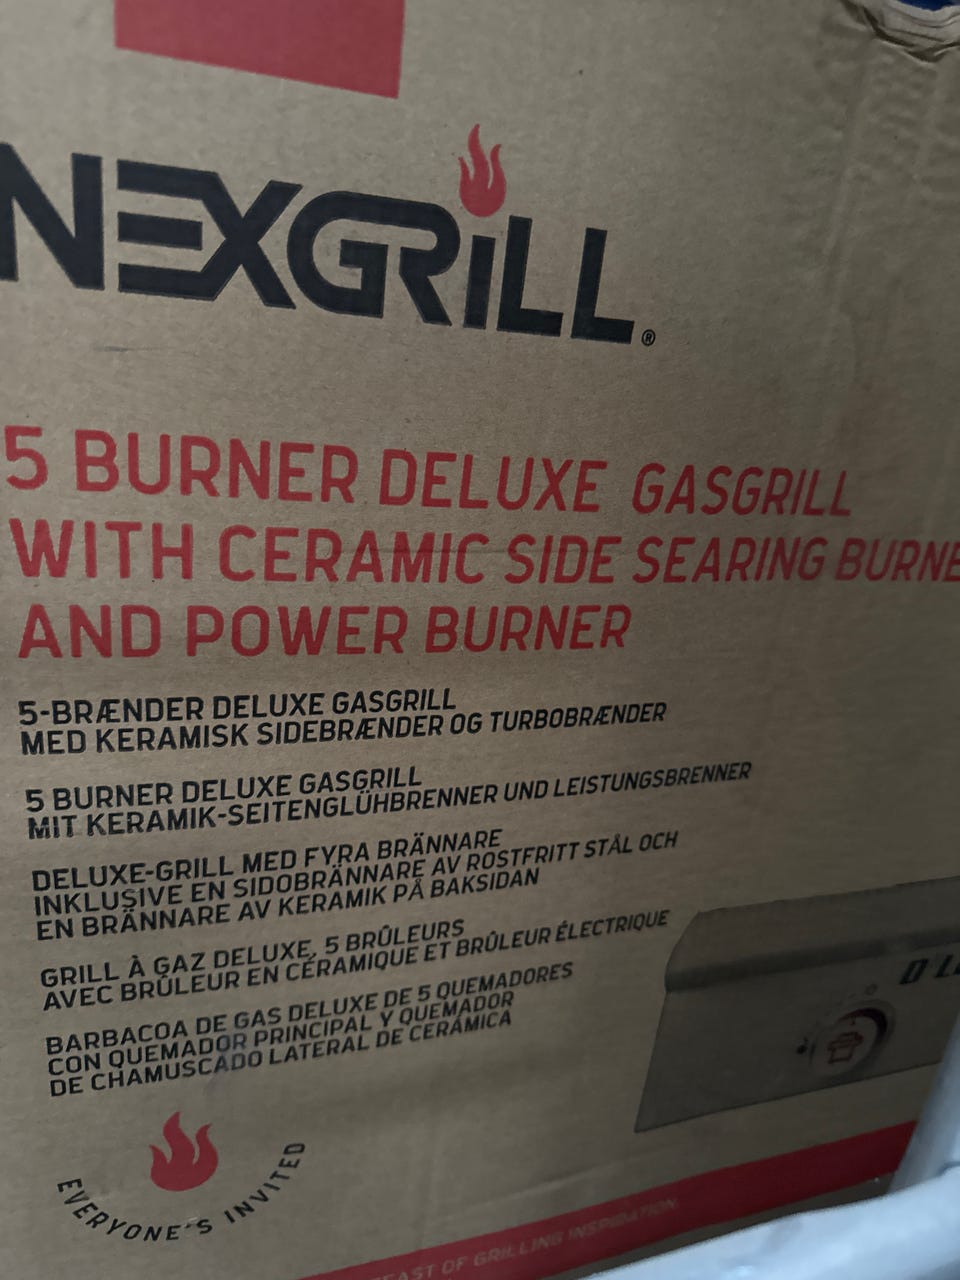 NEXGRILL®
5 BURNER DELUXE GASGRILL
WITH CERAMIC SIDE SEARING BURNE
AND POWER BURNER
5-BRÆNDER DELUXE GASGRILL
MED KERAMISK SIDEBRÆNDER OG TURBOBRÆNDER
5 BURNER DELUXE GASGRILL
MIT KERAMIK-SEITENGLÜHBRENNER UND LEISTUNGSBRENNER
DELUXE-GRILL MED FYRA BRÄNNARE
INKLUSIVE EN SIDOBRÄNNARE AV ROSTFRITT STÅL OCH
EN BRÄNNARE AV KERAMIK PÅ BAKSIDAN
GRILL À GAZ DELUXE, 5 BRÛLEURS
AVEC BRÛLEUR EN CÉRAMIQUE ET BRÛLEUR ÉLECTRIQUE
BARBACOA DE GAS DELUXE DE 5 QUEMADORES
CON QUEMADOR PRINCIPAL Y QUEMADOR
DE CHAMUSCADO LATERAL DE CERÁMICA
EVERYONE'S INVITED
OF GRILLING INSPIRATION